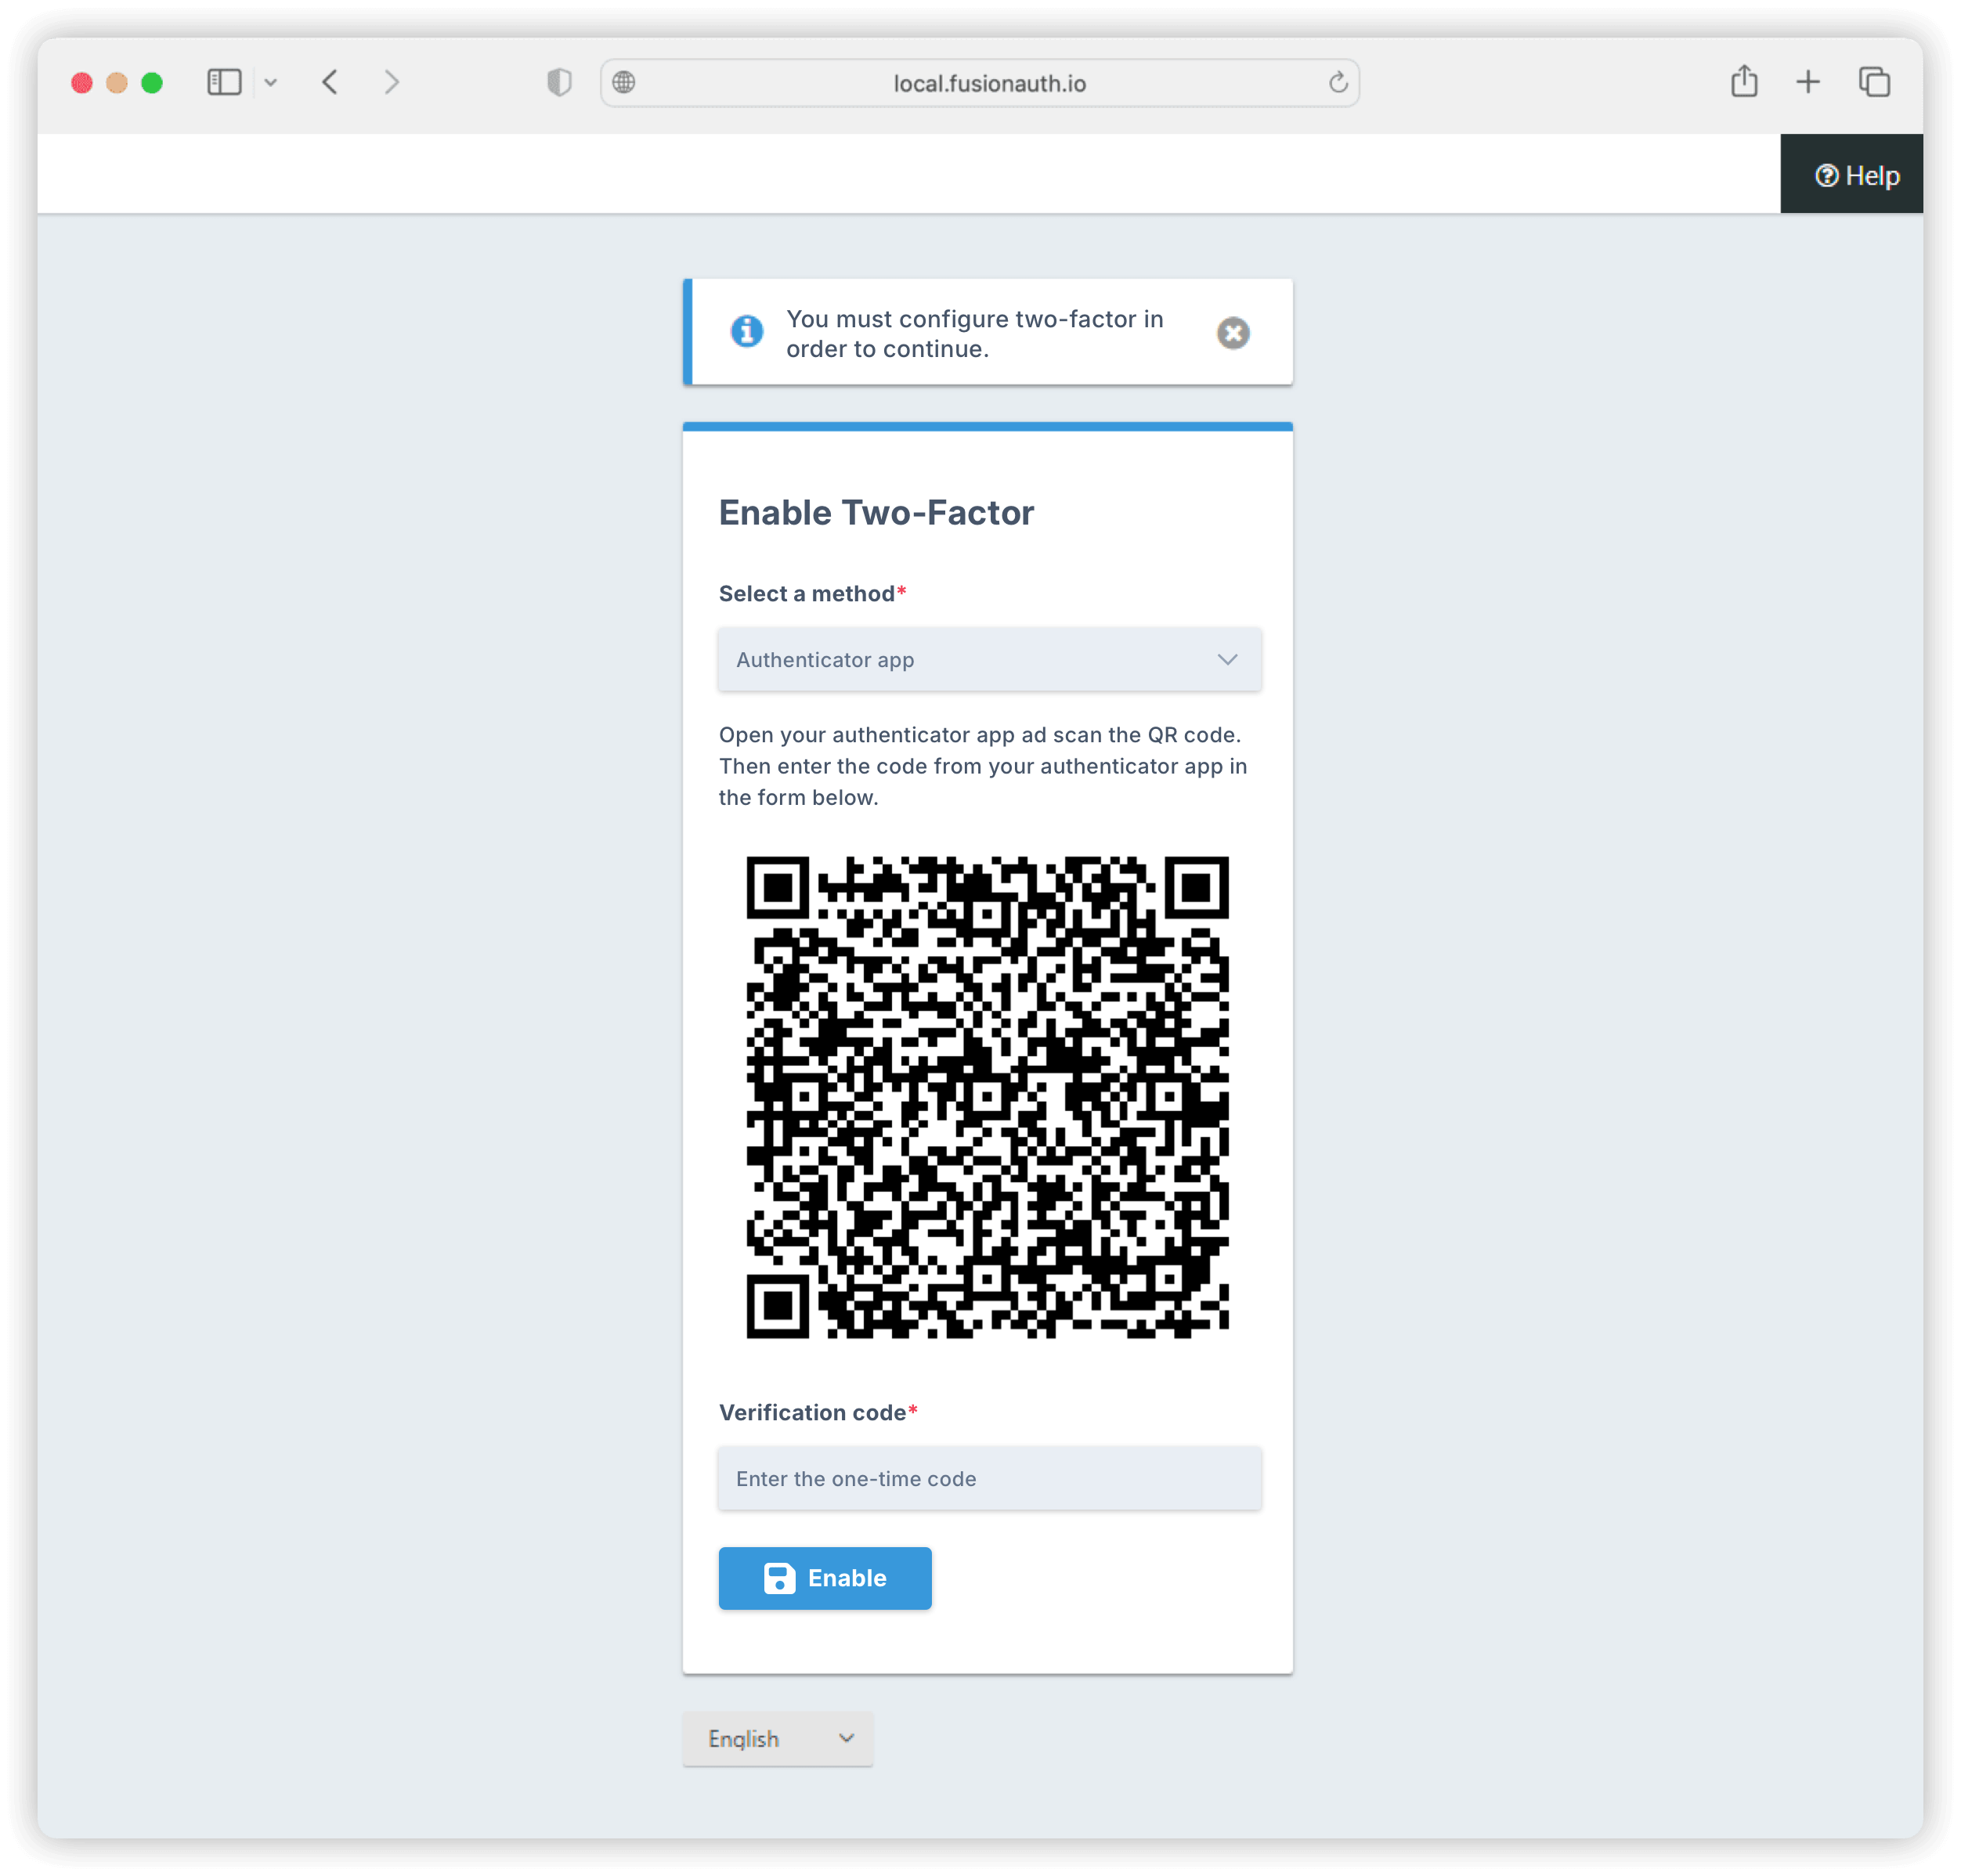 local.fusionauth.io
Help
You must configure two-factor in
order to continue.
Enable Two-Factor
Select a method*
Authenticator app
Open your authenticator app ad scan the QR code.
Then enter the code from your authenticator app in
the form below.
Verification code*
Enter the one-time code
Enable
English